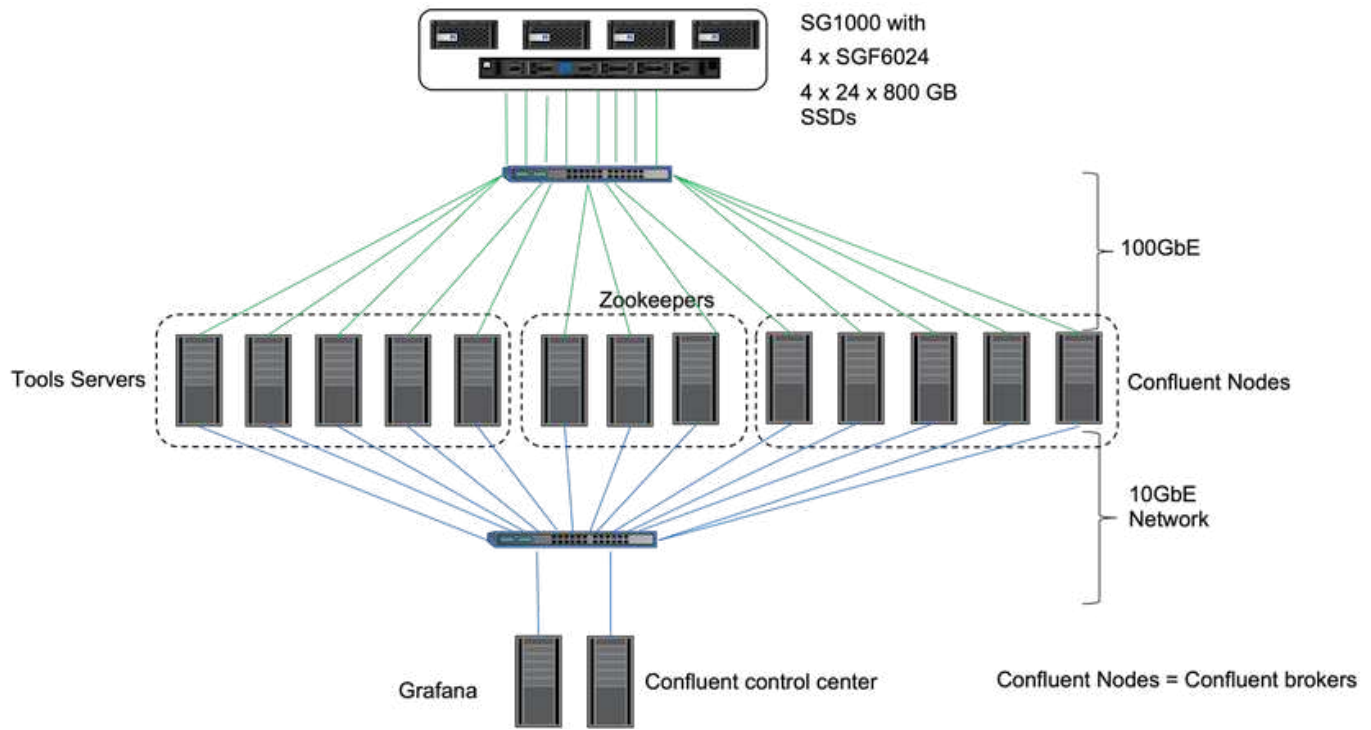 SG1000 with
4 x SGF6024
4 x 24 x 800 GB
SSDs
100GbE
Zookeepers
Tools Servers
Confluent Nodes
10GbE
Network
Grafana
Confluent control center
Confluent Nodes = Confluent brokers